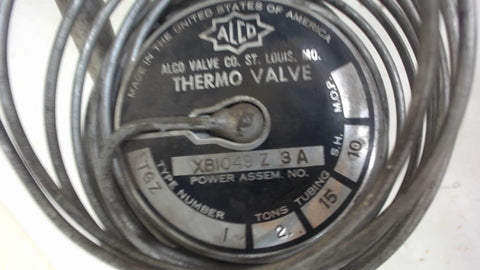 MADE IN THE UNITED STATES OF AMERICA
ALCO
ALCO VALVE CO. ST. LOUIS, MO.
THERMO VALVE
XB1049 Z 3A
POWER ASSEM. NO.
TYPE NUMBER
TONS
TUBING
S.H.
M.O.P.
1
2
15
10